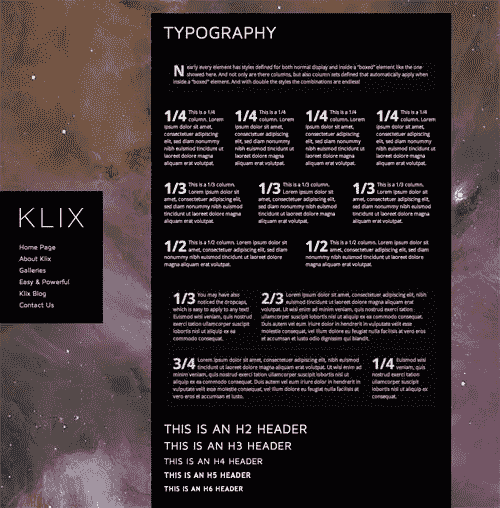 TYPOGRAPHY
Nearly every element has styles defined for both normal display and inside a "boxed" element like the one
showed here. And not only are there columns, but also column sets defined that automatically apply when
inside a "boxed" element. And with double the styles the combinations are endless!
1/4 This is a 1/4 column. Lorem
ipsum dolor sit amet,
consectetuer adipiscing
elit, sed diam nonummy
nibh euismod tincidunt ut
laoreet dolore magna
aliquam erat volutpat.
1/4 This is a 1/4 column. Lorem
ipsum dolor sit amet,
consectetuer adipiscing
elit, sed diam nonummy
nibh euismod tincidunt ut
laoreet dolore magna
aliquam erat volutpat.
1/4 This is a 1/4 column. Lorem
ipsum dolor sit amet,
consectetuer adipiscing
elit, sed diam nonummy
nibh euismod tincidunt ut
laoreet dolore magna
aliquam erat volutpat.
1/4 This is a 1/4 column. Lorem
ipsum dolor sit amet,
consectetuer adipiscing
elit, sed diam nonummy
nibh euismod tincidunt ut
laoreet dolore magna
aliquam erat volutpat.
1/3 This is a 1/3 column.
Lorem ipsum dolor sit
amet, consectetuer adipiscing elit,
sed diam nonummy nibh euismod
tincidunt ut laoreet dolore magna
aliquam erat volutpat.
1/3 This is a 1/3 column.
Lorem ipsum dolor sit
amet, consectetuer adipiscing elit,
sed diam nonummy nibh euismod
tincidunt ut laoreet dolore magna
aliquam erat volutpat.
1/3 This is a 1/3 column.
Lorem ipsum dolor sit
amet, consectetuer adipiscing elit,
sed diam nonummy nibh euismod
tincidunt ut laoreet dolore magna
aliquam erat volutpat.
1/2 This is a 1/2 column. Lorem ipsum dolor sit
amet, consectetuer adipiscing elit, sed diam
nonummy nibh euismod tincidunt ut laoreet dolore magna
aliquam erat volutpat.
1/2 This is a 1/2 column. Lorem ipsum dolor sit
amet, consectetuer adipiscing elit, sed diam
nonummy nibh euismod tincidunt ut laoreet dolore magna
aliquam erat volutpat.
KLIX
Home Page
About Klix
Galleries
Easy & Powerful
Klix Blog
Contact Us
1/3 You may have also
noticed the dropcaps,
which is easy to apply to any text!
Euismod wisi veniam, quis nostrud
exerci tation ullamcorper suscipit
lobortis nisl ut aliquip ex ea
commodo consequat.
2/3 Lorem ipsum dolor sit amet, consectetuer adipiscing elit, nibh
euismod tincidunt ut laoreet dolore magna aliquam erat
volutpat. Ut wisi enim ad minim veniam, quis nostrud exerci tation
ullamcorper suscipit lobortis nisl ut aliquip ex ea commodo consequat.
Duis autem vel eum iriure dolor in hendrerit in vulputate velit esse
molestie consequat, vel illum dolore eu feugiat nulla facilisis at vero eros
et accumsan et iusto odio dignissim qui blandit.
3/4 Lorem ipsum dolor sit amet, consectetuer adipiscing elit, nibh euismod
tincidunt ut laoreet dolore magna aliquam erat volutpat. Ut wisi enim ad
minim veniam, quis nostrud exerci tation ullamcorper suscipit lobortis nisl ut
aliquip ex ea commodo consequat. Duis autem vel eum iriure dolor in hendrerit in
vulputate velit esse molestie consequat, vel illum dolore eu feugiat nulla facilisis at
vero eros et accumsan et iusto.
1/4 Euismod wisi
veniam, quis
nostrud exerci tation
ullamcorper suscipit
lobortis nisl ut aliquip
ex ea commodo
consequat.
THIS IS AN H2 HEADER
THIS IS AN H3 HEADER
THIS IS AN H4 HEADER
THIS IS AN H5 HEADER
THIS IS AN H6 HEADER